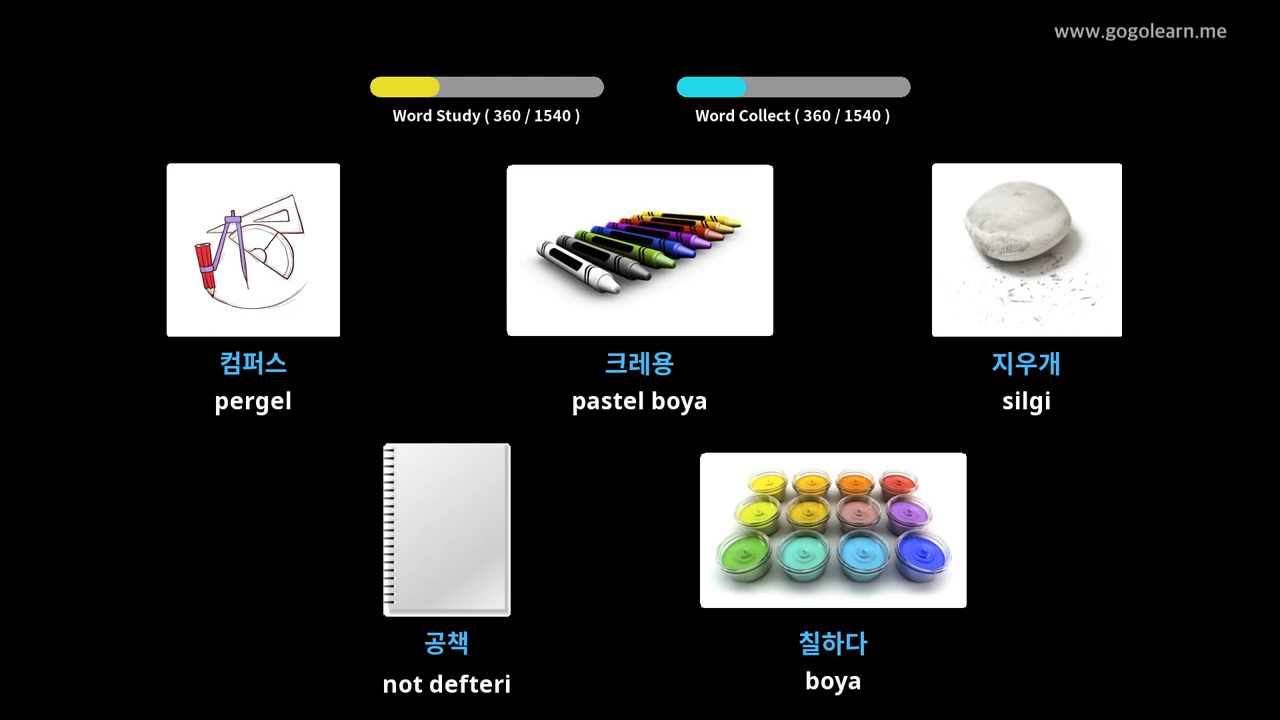 www.gogolearn.me
Word Study ( 360 / 1540 )
Word Collect ( 360 / 1540 )
컴퍼스
pergel
크레용
pastel boya
지우개
silgi
공책
not defteri
칠하다
boya